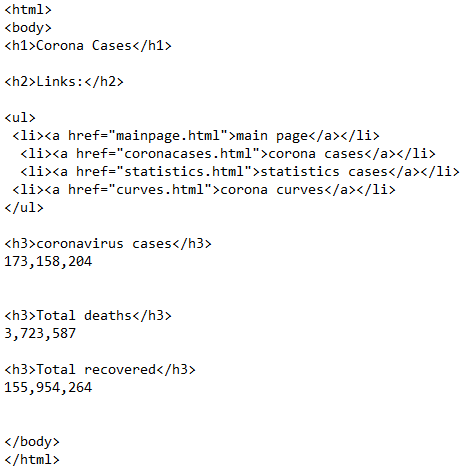 <html>
<body>
<h1>Corona Cases</h1>
<h2>Links:</h2>
<ul>
<li><a href="mainpage.html">main page</a></li>
<li><a href="coronacases.html">corona cases</a></li>
<li><a href="statistics.html">statistics cases</a></li>
<li><a href="curves.html">corona curves</a></li>
</ul>
<h3>coronavirus cases</h3>
173,158,204
<h3>Total deaths</h3>
3,723,587
<h3>Total recovered</h3>
155,954,264
</body>
</html>